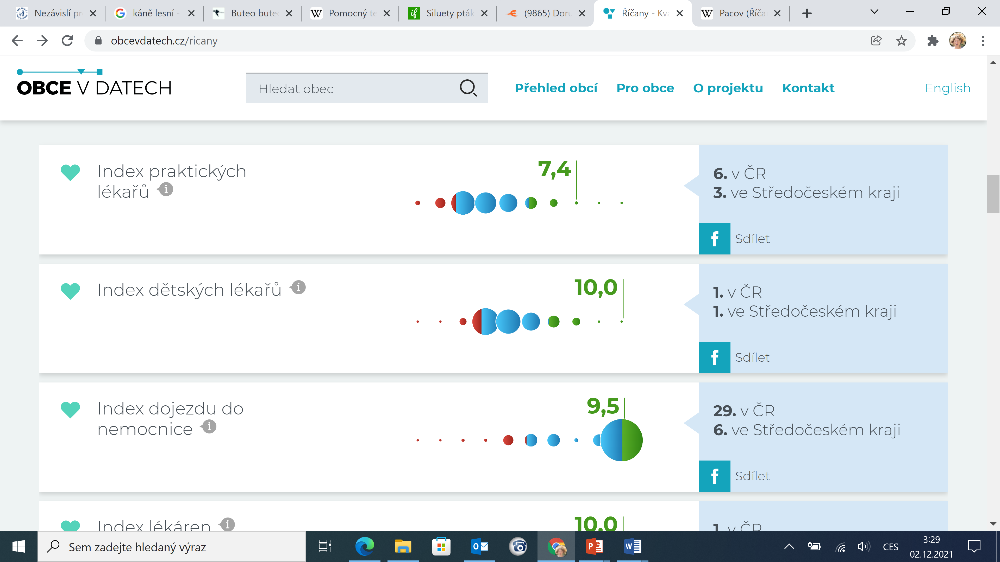 Nezávislí pr
káně lesní -
Buteo buteo
Pomocný te
Siluety pták
(9865) Doru
Říčany - Kva
Pacov (Říča
obcevdatech.cz/ricany
OBCE V DATECH
Hledat obec
Přehled obcí
Pro obce
O projektu
Kontakt
English
Index praktických
lékařů
7,4
6. v ČR
3. ve Středočeském kraji
Sdílet
Index dětských lékařů
10,0
1. v ČR
1. ve Středočeském kraji
Sdílet
Index dojezdu do
nemocnice
9,5
29. v ČR
6. ve Středočeském kraji
Sdílet
Index lékáren
10,0
1. v ČR
Sem zadejte hledaný výraz
CES
3:29
02.12.2021